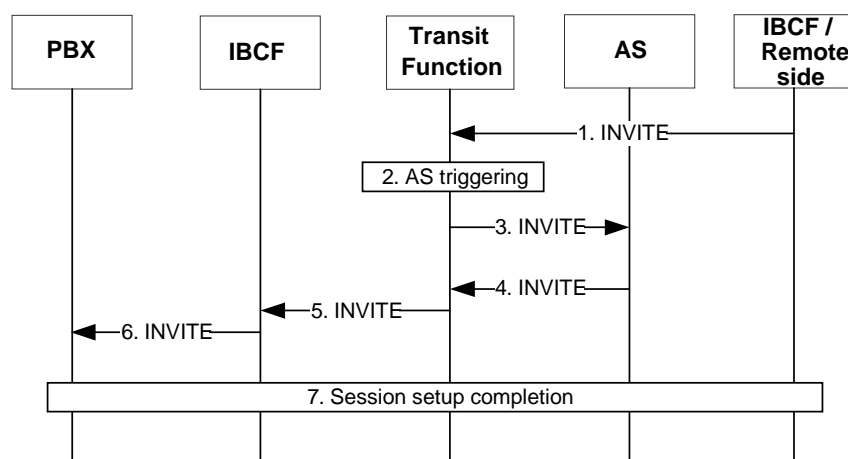 PBX
IBCF
Transit
Function
AS
IBCF /
Remote
side
1. INVITE
2. AS triggering
3. INVITE
4. INVITE
5. INVITE
6. INVITE
7. Session setup completion